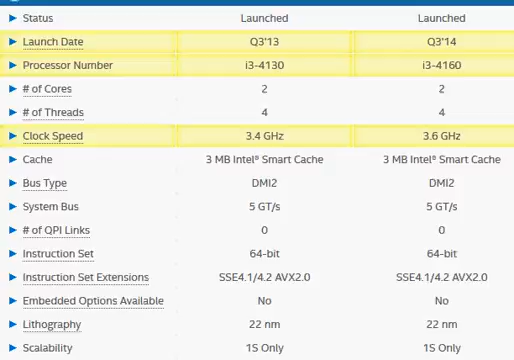 Status Launched Launched
Launch Date Q3'13 Q3'14
Processor Number i3-4130 i3-4160
# of Cores 2 2
# of Threads 4 4
Clock Speed 3.4 GHz 3.6 GHz
Cache 3 MB Intel® Smart Cache 3 MB Intel® Smart Cache
Bus Type DMI2 DMI2
System Bus 5 GT/s 5 GT/s
# of QPI Links 0 0
Instruction Set 64-bit 64-bit
Instruction Set Extensions SSE4.1/4.2 AVX2.0 SSE4.1/4.2 AVX2.0
Embedded Options Available No No
Lithography 22 nm 22 nm
Scalability 1S Only 1S Only